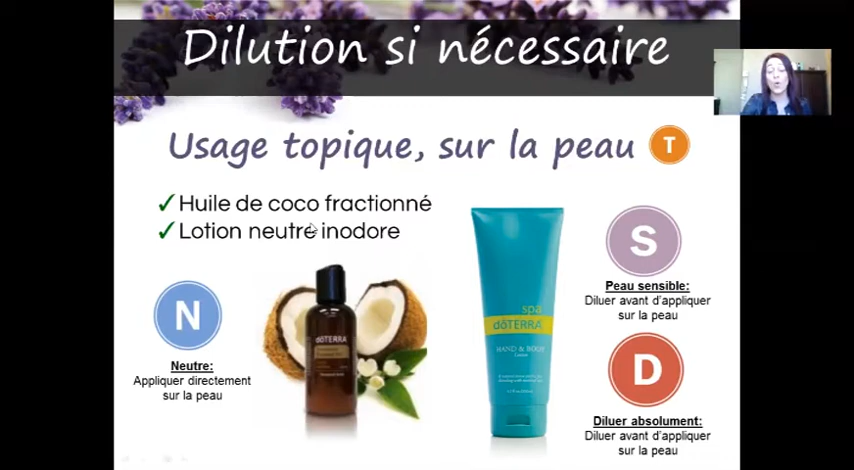 Dilution si nécessaire
Usage topique, sur la peau T
✓Huile de coco fractionné
✓Lotion neutre inodore
N
Neutre:
Appliquer directement
sur la peau
dōTERRA
spa
dōTERRA
HAND & BODY
S
Peau sensible:
Diluer avant d'appliquer
sur la peau
D
Diluer absolument:
Diluer avant d'appliquer
sur la peau